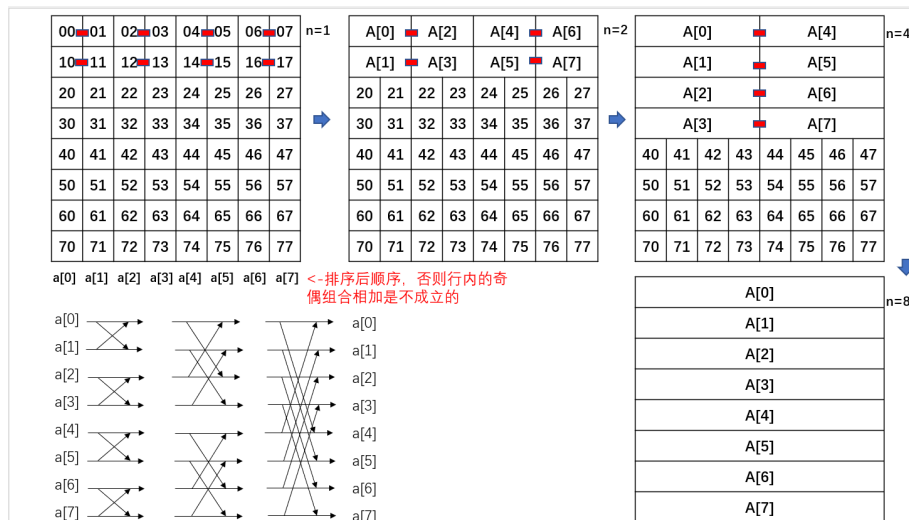 00 01 02 03 04 05 06 07 n=1
10 11 12 13 14 15 16 17
20 21 22 23 24 25 26 27
30 31 32 33 34 35 36 37
40 41 42 43 44 45 46 47
50 51 52 53 54 55 56 57
60 61 62 63 64 65 66 67
70 71 72 73 74 75 76 77
a[0] a[1] a[2] a[3] a[4] a[5] a[6] a[7]
<-排序后顺序，否则行内的奇
偶组合相加是不成立的
A[0] A[2] A[4] A[6] n=2
A[1] A[3] A[5] A[7]
20 21 22 23 24 25 26 27
30 31 32 33 34 35 36 37
40 41 42 43 44 45 46 47
50 51 52 53 54 55 56 57
60 61 62 63 64 65 66 67
70 71 72 73 74 75 76 77
A[0] A[4] n=4
A[1] A[5]
A[2] A[6]
A[3] A[7]
40 41 42 43 44 45 46 47
50 51 52 53 54 55 56 57
60 61 62 63 64 65 66 67
70 71 72 73 74 75 76 77
a[0] a[0]
a[1] a[1]
a[2] a[2]
a[3] a[3]
a[4] a[4]
a[5] a[5]
a[6] a[6]
a[7] a[7]
A[0] n=8
A[1]
A[2]
A[3]
A[4]
A[5]
A[6]
A[7]